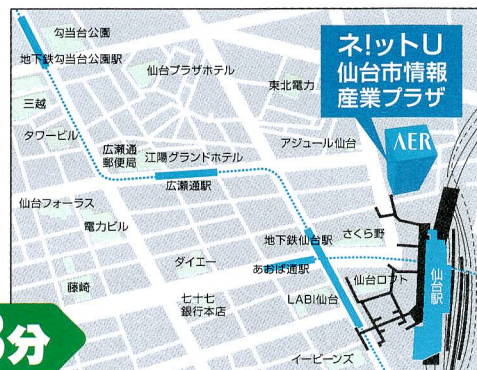 ネ!ットU
仙台市情報
産業プラザ
AER
勾当台公園
地下鉄勾当台公園駅
仙台プラザホテル
東北電力
三越
タワービル
広瀬通
郵便局
江陽グランドホテル
アジュール仙台
広瀬通駅
仙台フォーラス
電力ビル
地下鉄仙台駅
さくら野
ダイエー
あおば通駅
仙台ロフト
仙台駅
藤崎
七十七
銀行本店
LABI仙台
イービーンズ
3分